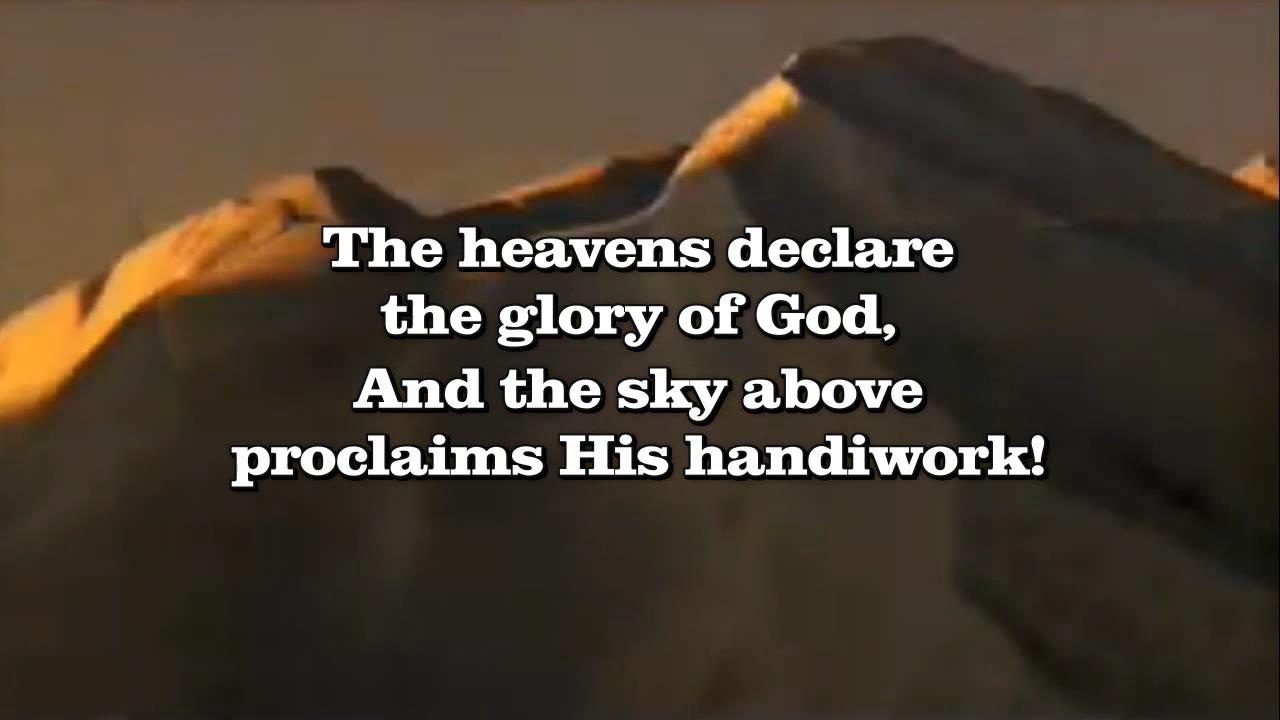 The heavens declare
the glory of God,
And the sky above
proclaims His handiwork!